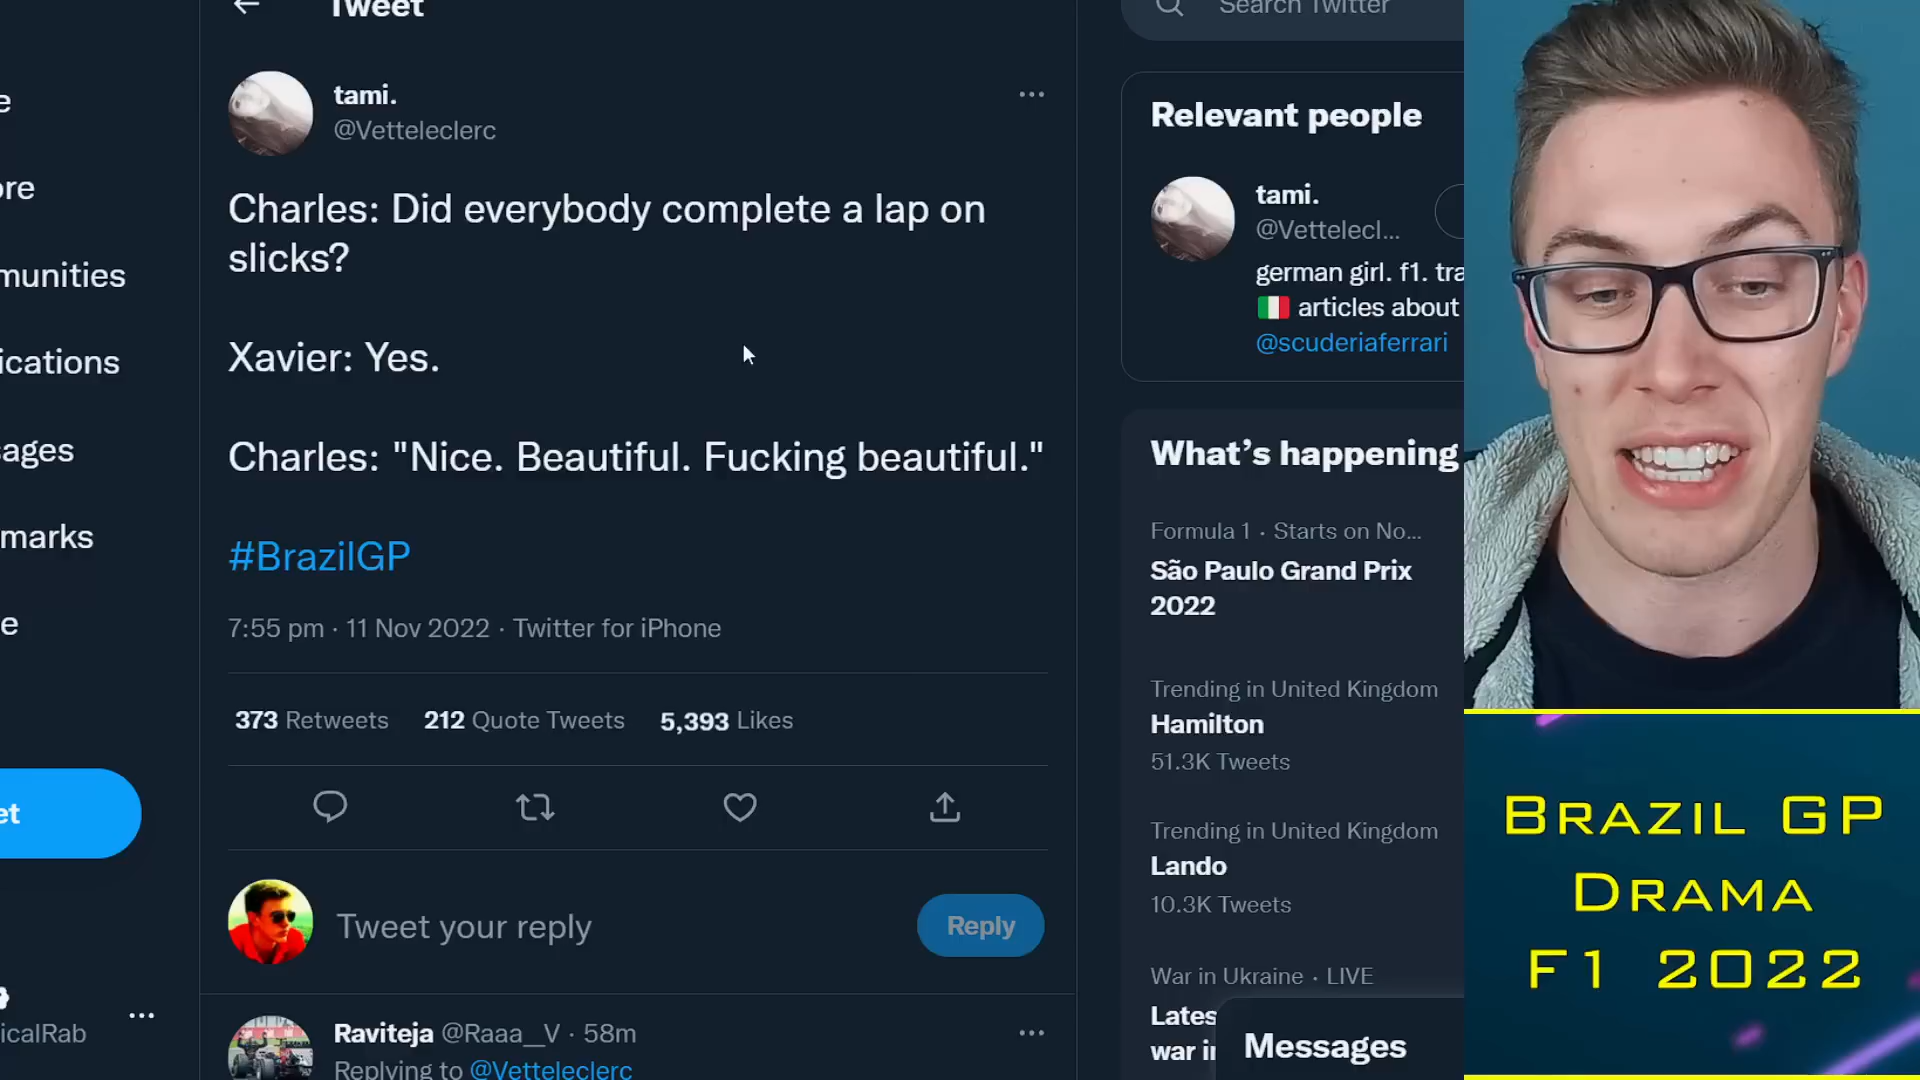 Tweet
Search Twitter
e
ore
munities
ications
sages
marks
e
et
icalRab
tami.
@Vetteleclerc
Charles: Did everybody complete a lap on
slicks?
Xavier: Yes.
Charles: "Nice. Beautiful. Fucking beautiful."
#BrazilGP
7:55 pm · 11 Nov 2022 · Twitter for iPhone
373 Retweets 212 Quote Tweets 5,393 Likes
Tweet your reply
Reply
Raviteja @Raaa__V · 58m
Replying to @Vetteleclerc
Relevant people
tami.
@Vettelecl...
german girl. f1. tra
articles about
@scuderiaferrari
What's happening
Formula 1 · Starts on No...
São Paulo Grand Prix
2022
Trending in United Kingdom
Hamilton
51.3K Tweets
Trending in United Kingdom
Lando
10.3K Tweets
War in Ukraine · LIVE
Lates
war in
Messages
BRAZIL GP
DRAMA
F1 2022